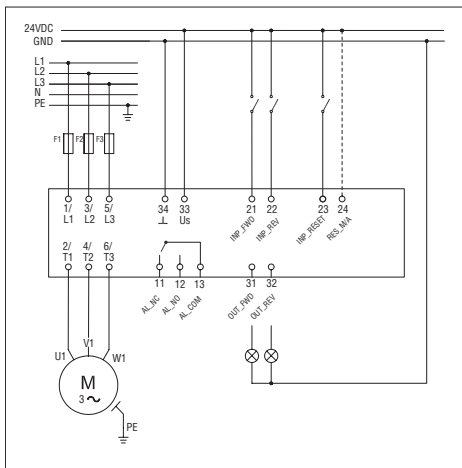 24VDC
GND
L1
L2
L3
N
PE
F1 F2 F3
1/ 3/ 5/ 34 33 21 22 23 24
L1 L2 L3 ⊥ Us INP_FWD INP_REV INP_RESET RES_M/A
2/ 4/ 6/
T1 T2 T3 11 12 13 31 32
AL_NC AL_NO AL_COM OUT_FWD OUT_REV
U1 V1 W1
M
3 ~
PE